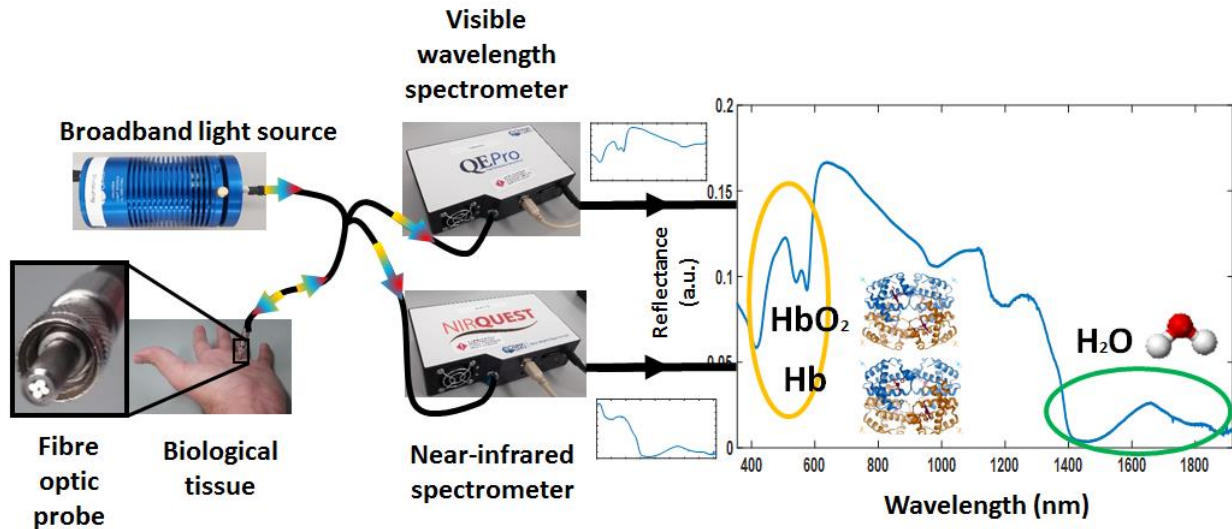 Visible
wavelength
spectrometer
Broadband light source
QEPro
NIRQUEST
Fibre
optic
probe
Biological
tissue
Near-infrared
spectrometer
Reflectance
(a.u.)
0.2
0.15
0.1
0.05
0
HbO₂
Hb
H₂O
400 600 800 1000 1200 1400 1600 1800
Wavelength (nm)